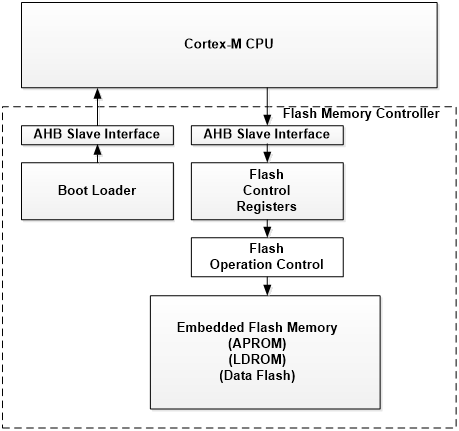 Cortex-M CPU
Flash Memory Controller
AHB Slave Interface
AHB Slave Interface
Boot Loader
Flash
Control
Registers
Flash
Operation Control
Embedded Flash Memory
(APROM)
(LDROM)
(Data Flash)